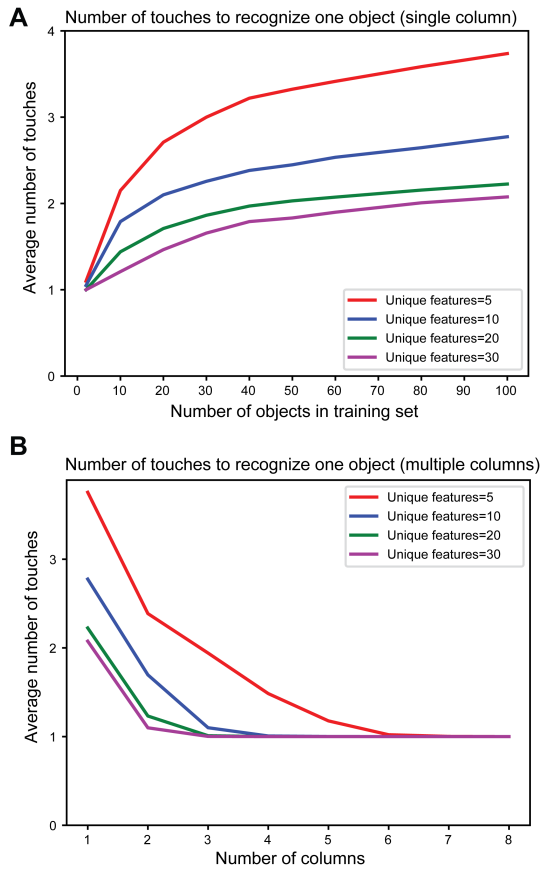 A
Number of touches to recognize one object (single column)
Average number of touches
4
3
2
1
0
Unique features=5
Unique features=10
Unique features=20
Unique features=30
0 10 20 30 40 50 60 70 80 90 100
Number of objects in training set
B
Number of touches to recognize one object (multiple columns)
Average number of touches
3
2
1
0
Unique features=5
Unique features=10
Unique features=20
Unique features=30
1 2 3 4 5 6 7 8
Number of columns